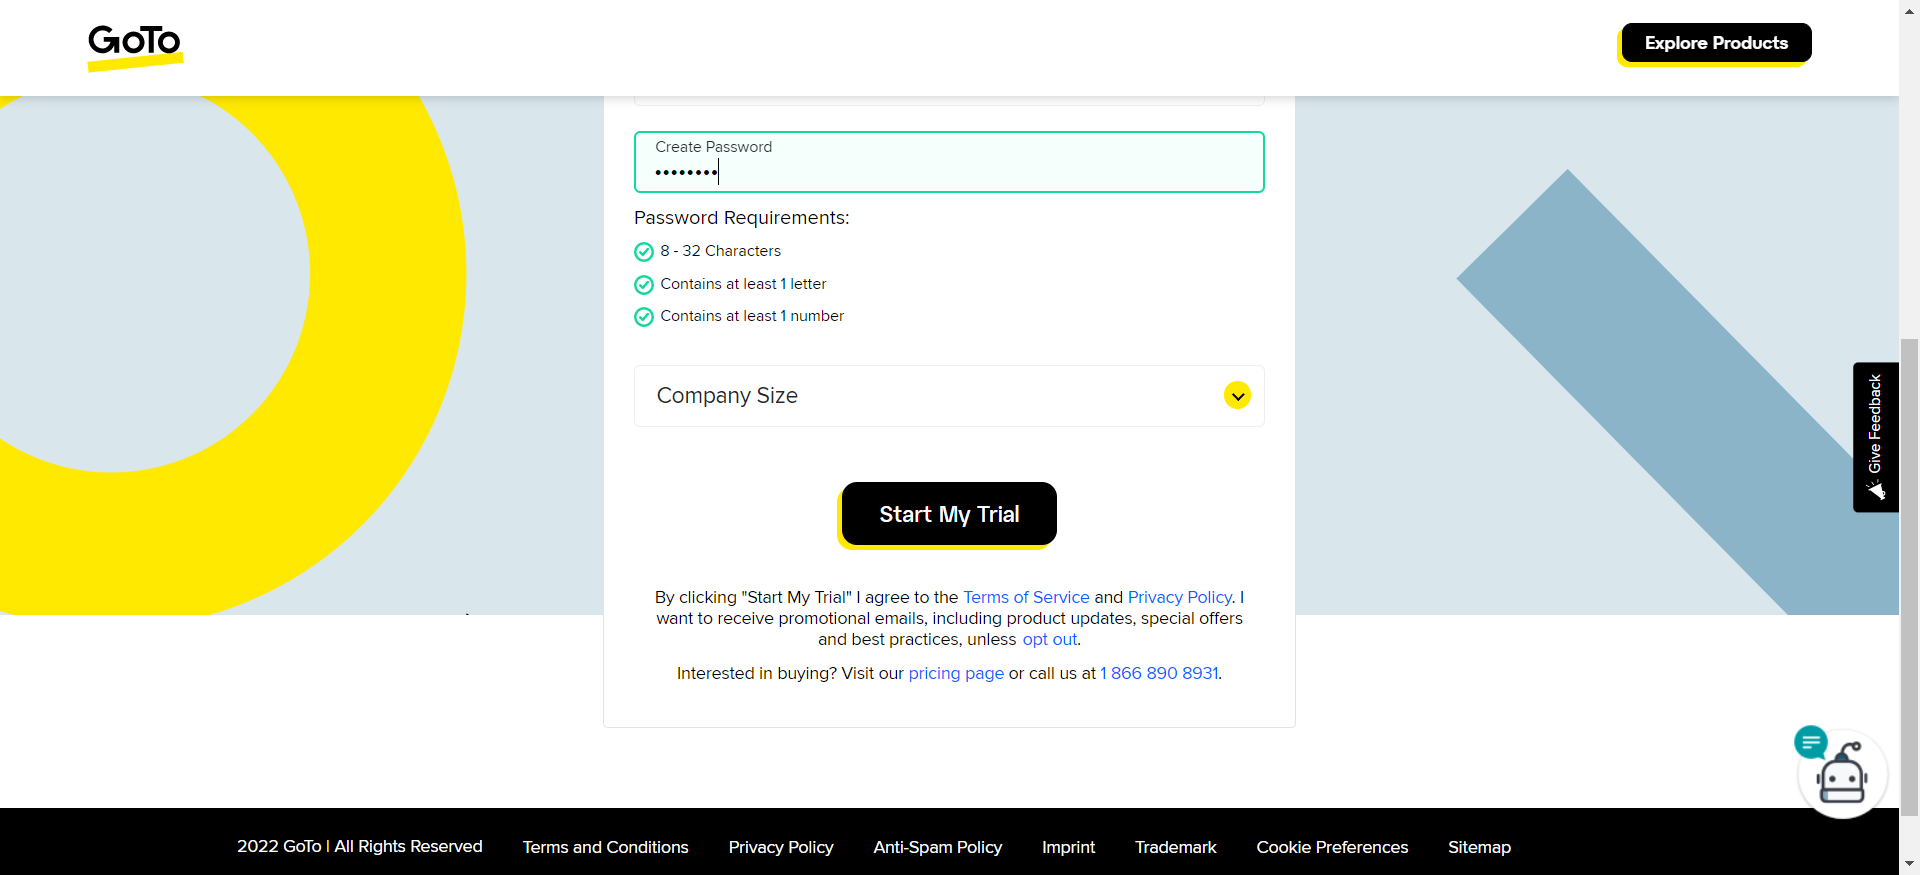 GoTo
Explore Products
Create Password
••••••••
Password Requirements:
8 - 32 Characters
Contains at least 1 letter
Contains at least 1 number
Company Size
Give Feedback
Start My Trial
By clicking "Start My Trial" I agree to the Terms of Service and Privacy Policy. I
want to receive promotional emails, including product updates, special offers
and best practices, unless opt out.
Interested in buying? Visit our pricing page or call us at 1 866 890 8931.
2022 GoTo | All Rights Reserved Terms and Conditions Privacy Policy Anti-Spam Policy Imprint Trademark Cookie Preferences Sitemap